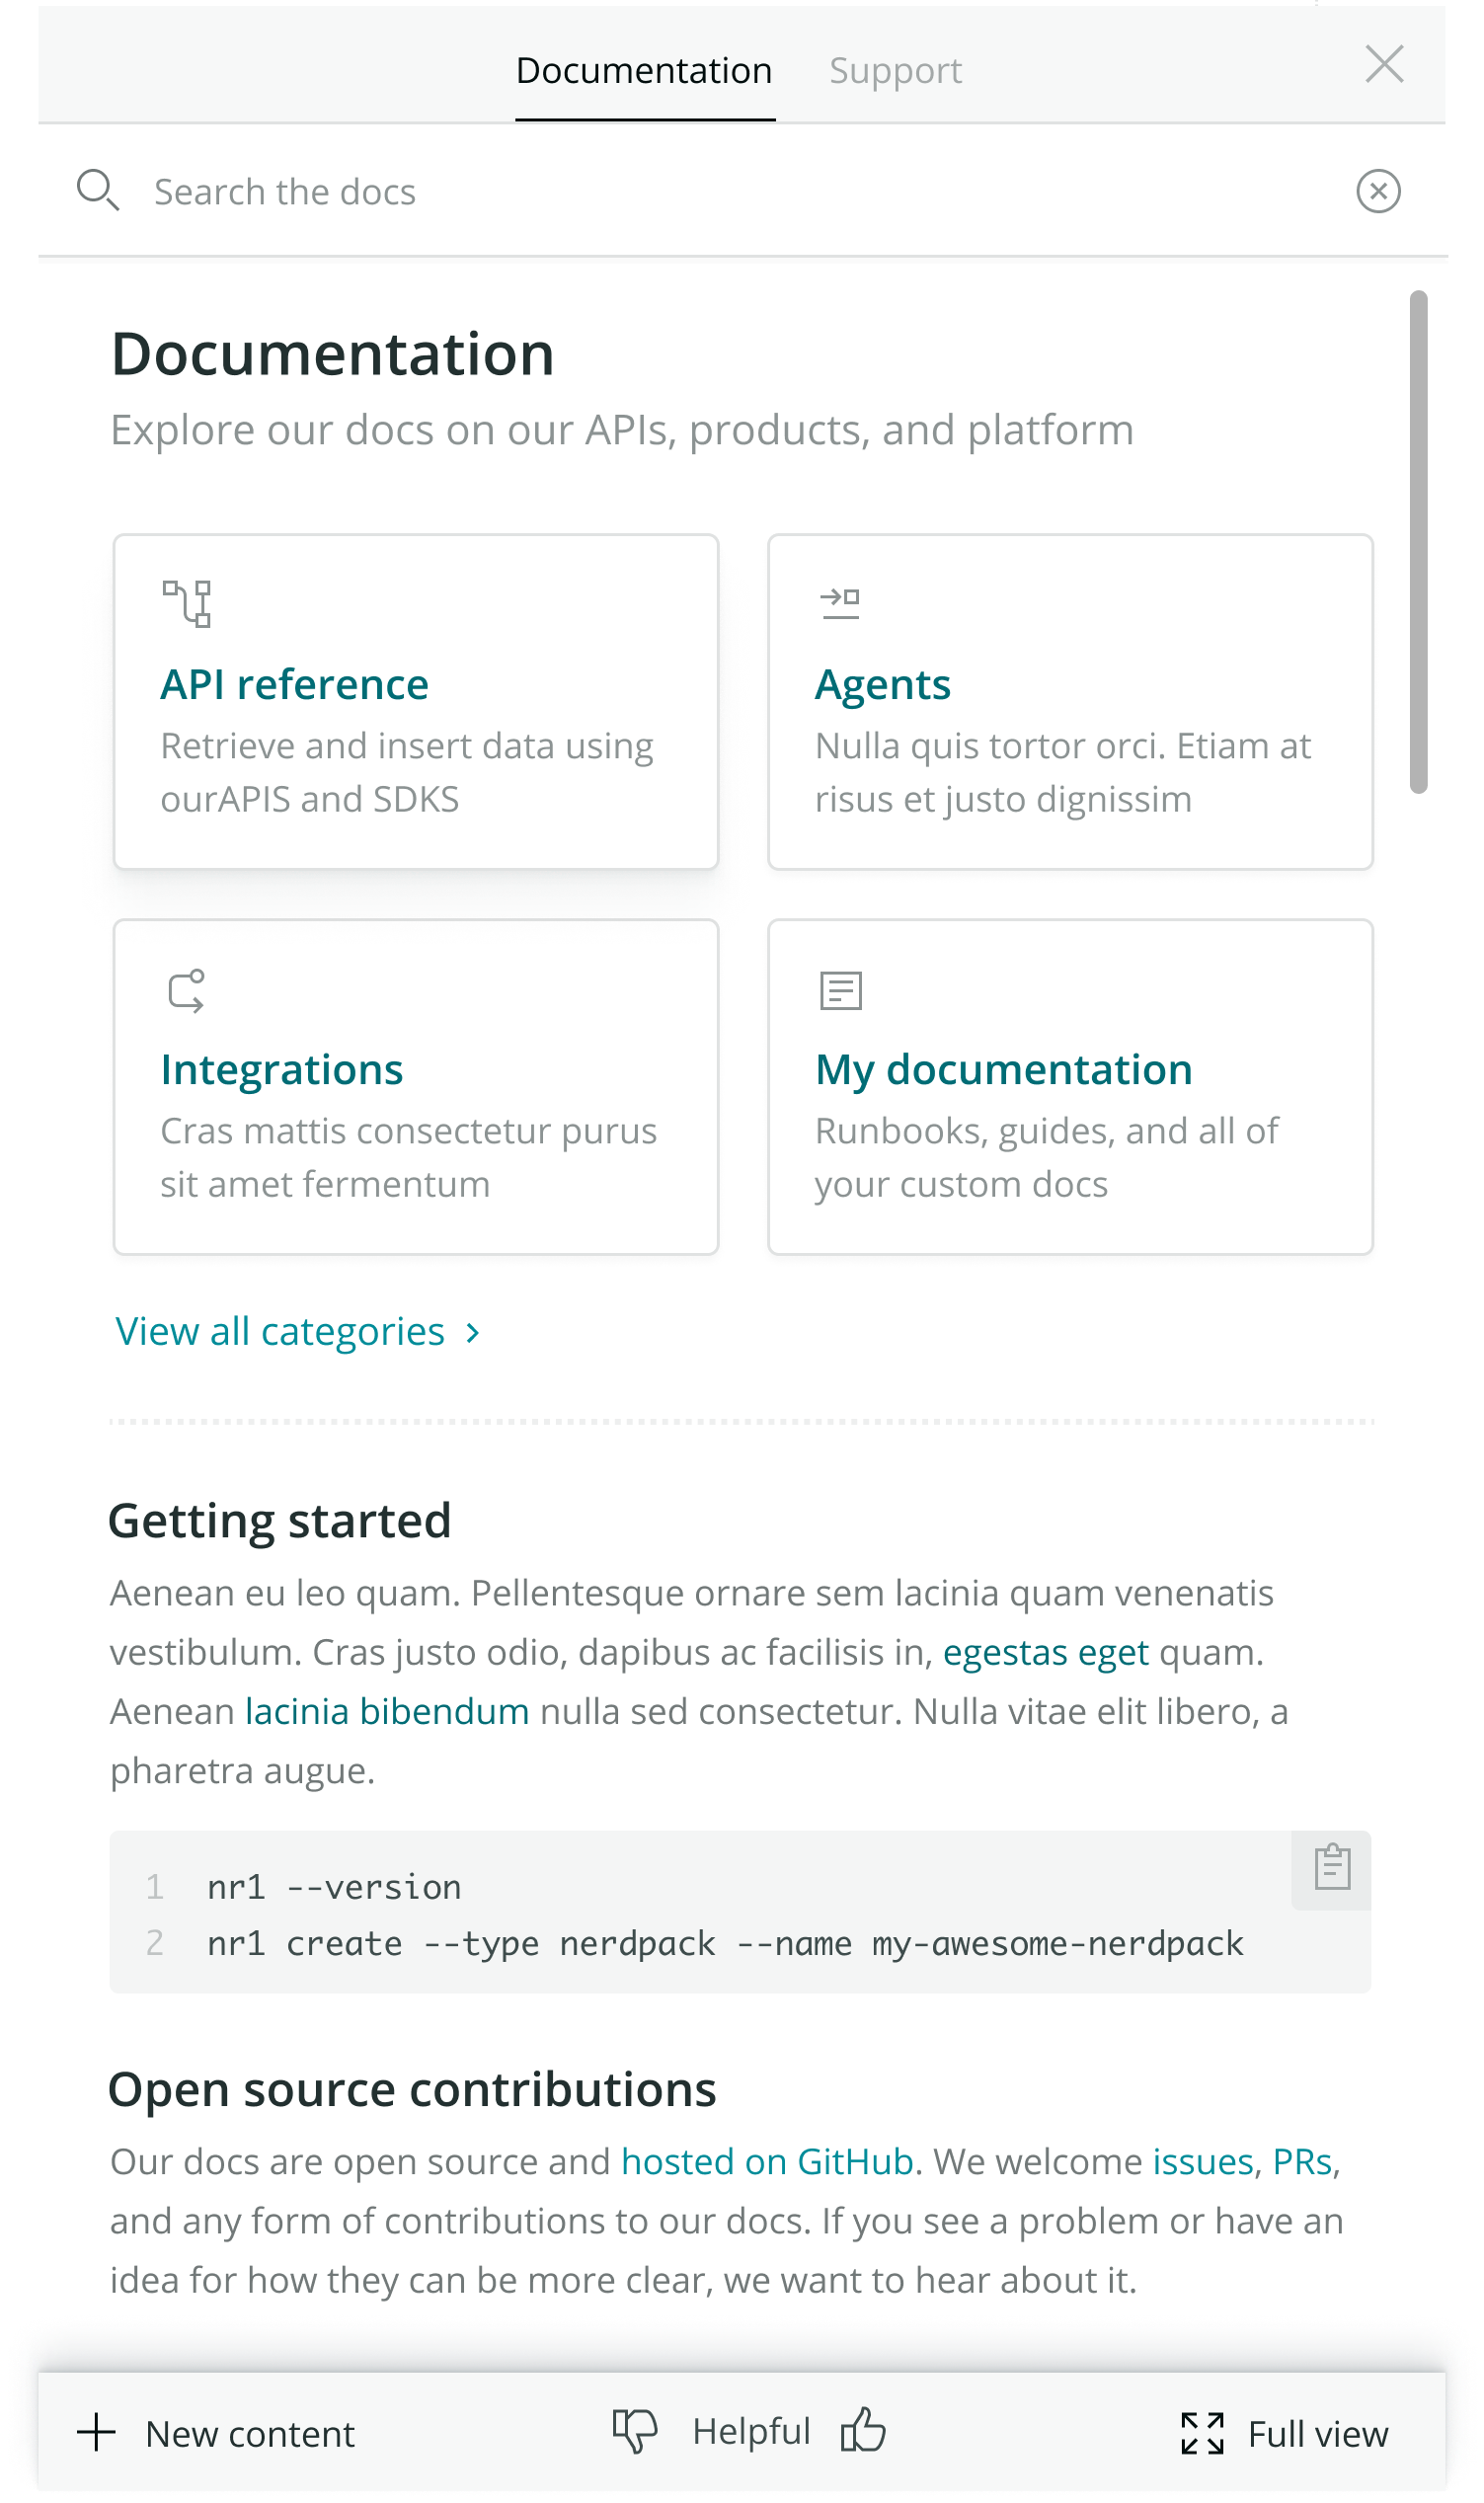 Documentation
Support
Search the docs
Documentation
Explore our docs on our APIs, products, and platform
API reference
Retrieve and insert data using
ourAPIS and SDKS
Agents
Nulla quis tortor orci. Etiam at
risus et justo dignissim
Integrations
Cras mattis consectetur purus
sit amet fermentum
My documentation
Runbooks, guides, and all of
your custom docs
View all categories
Getting started
Aenean eu leo quam. Pellentesque ornare sem lacinia quam venenatis
vestibulum. Cras justo odio, dapibus ac facilisis in, egestas eget quam.
Aenean lacinia bibendum nulla sed consectetur. Nulla vitae elit libero, a
pharetra augue.
1 nr1 --version
2 nr1 create --type nerdpack --name my-awesome-nerdpack
Open source contributions
Our docs are open source and hosted on GitHub. We welcome issues, PRs,
and any form of contributions to our docs. If you see a problem or have an
idea for how they can be more clear, we want to hear about it.
New content
Helpful
Full view